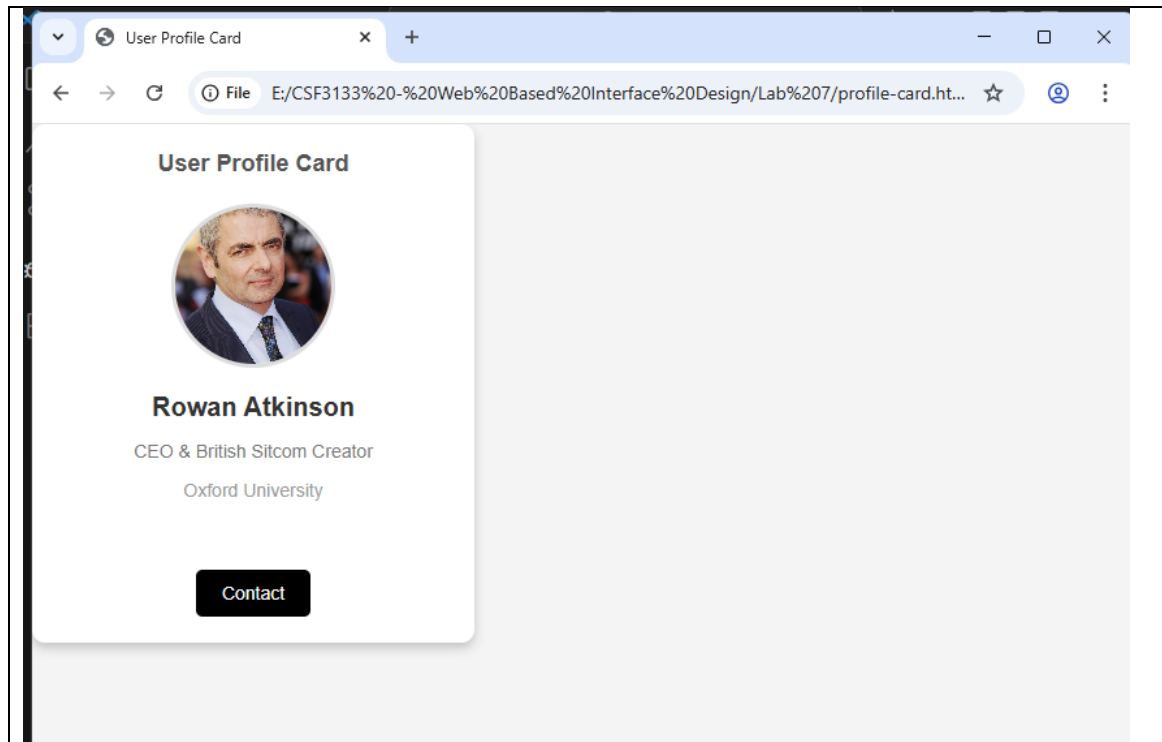 User Profile Card
File E:/CSF3133%20-%20Web%20Based%20Interface%20Design/Lab%207/profile-card.ht...
User Profile Card
Rowan Atkinson
CEO & British Sitcom Creator
Oxford University
Contact